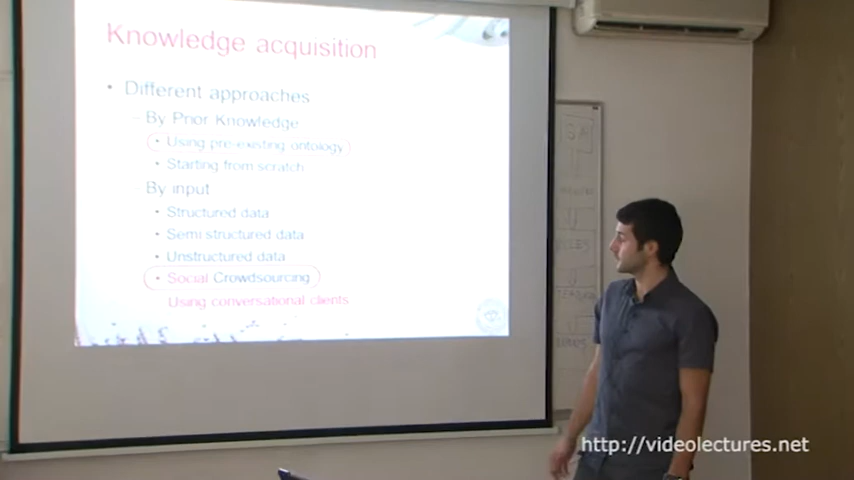 Knowledge acquisition
• Different approaches
– By Prior Knowledge
• Using pre-existing ontology
• Starting from scratch
By input
• Structured data
• Semi structured data
• Unstructured data
• Social Crowdsourcing
Using conversational clients
http://videolectures.net